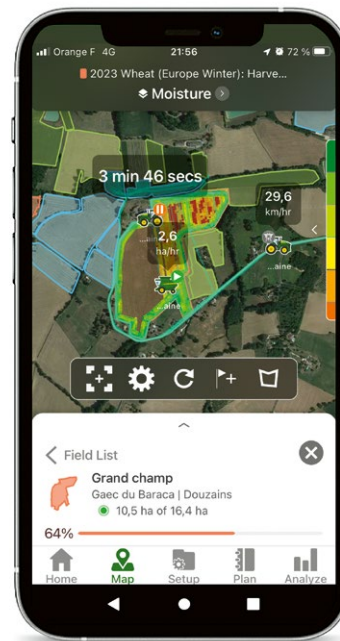 Orange F 4G 21:56 72 %
2023 Wheat (Europe Winter): Harve...
Moisture
3 min 46 secs
29,6
km/hr
2,6
ha/hr
...aine
...aine
Field List
Grand champ
Gaec du Baraca | Douzains
10,5 ha of 16,4 ha
64%
Home Map Setup Plan Analyze